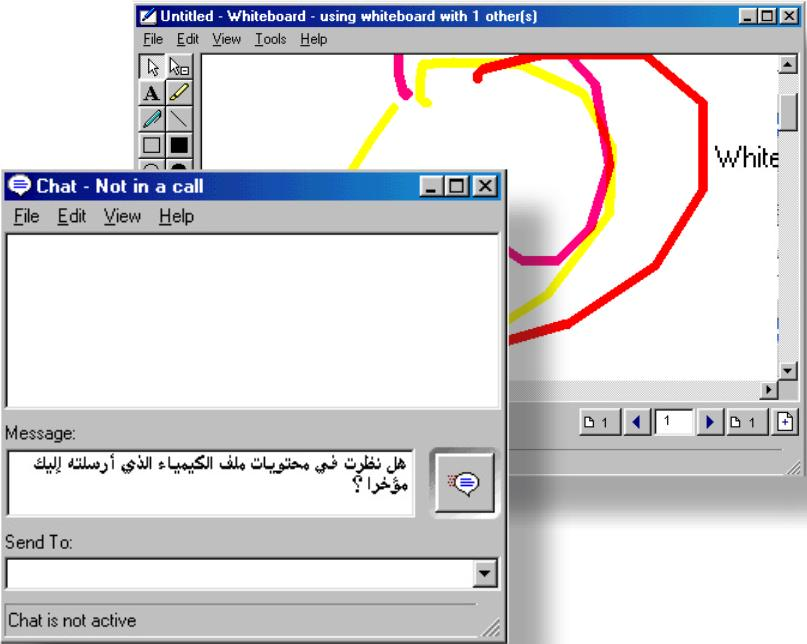 Untitled - Whiteboard - using whiteboard with 1 other(s)
File Edit View Tools Help
A
White
1 1 1
Chat - Not in a call
File Edit View Help
Message:
هل نظرت في محتويات ملف الكيمياء الذي أرسلته إليك
مؤخرا ؟
Send To:
Chat is not active